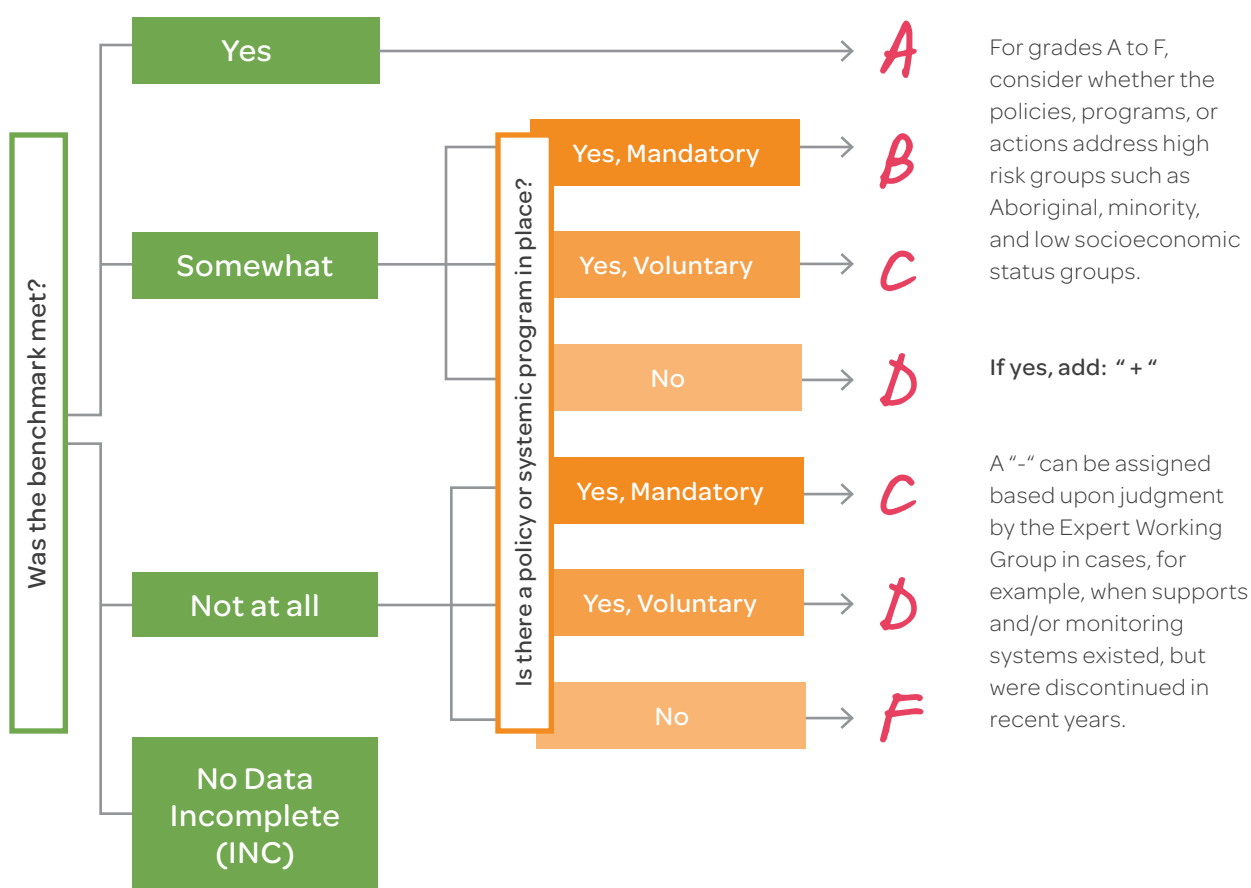 Was the benchmark met?
Yes
A
Somewhat
Is there a policy or systemic program in place?
Yes, Mandatory
B
Yes, Voluntary
C
No
D
Not at all
Yes, Mandatory
C
Yes, Voluntary
D
No
F
No Data
Incomplete
(INC)
For grades A to F,
consider whether the
policies, programs, or
actions address high
risk groups such as
Aboriginal, minority,
and low socioeconomic
status groups.
If yes, add: “ + “
A “-“ can be assigned
based upon judgment
by the Expert Working
Group in cases, for
example, when supports
and/or monitoring
systems existed, but
were discontinued in
recent years.